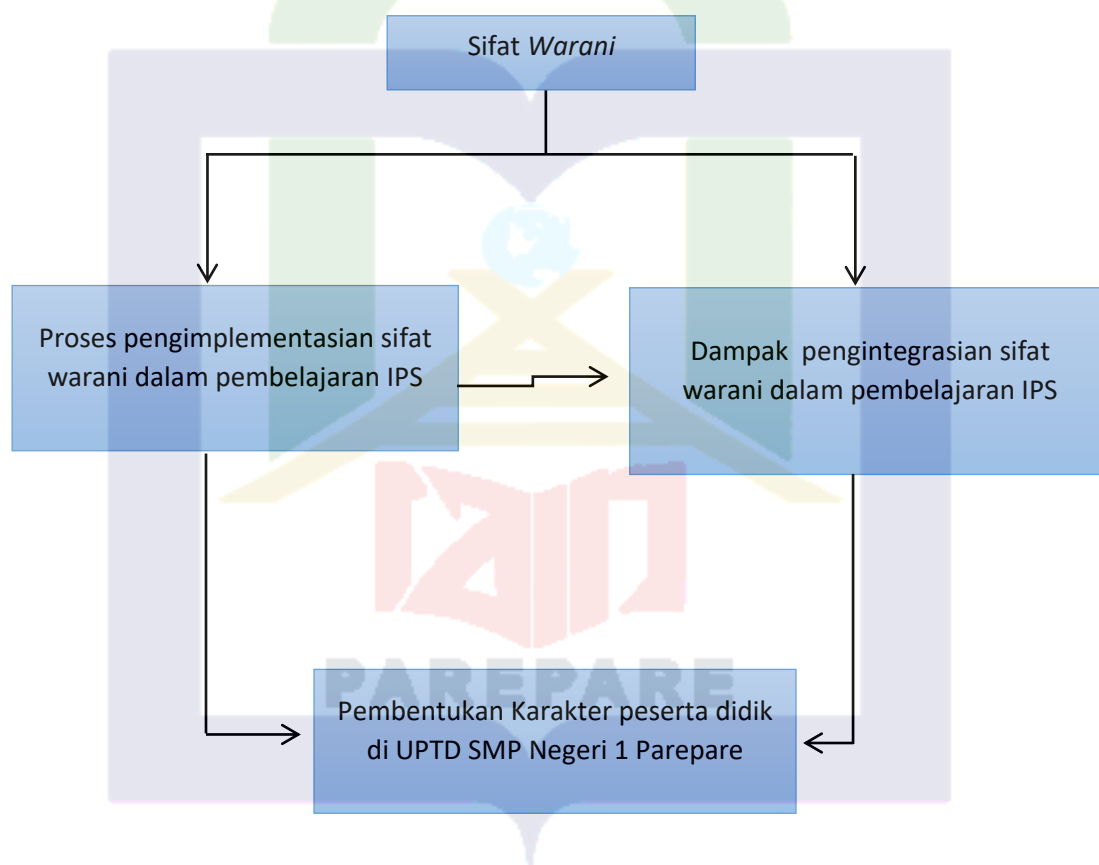 Sifat Warani
Proses pengimplementasian sifat
warani dalam pembelajaran IPS
Dampak pengintegrasian sifat
warani dalam pembelajaran IPS
iain
PAREPARE
Pembentukan Karakter peserta didik
di UPTD SMP Negeri 1 Parepare